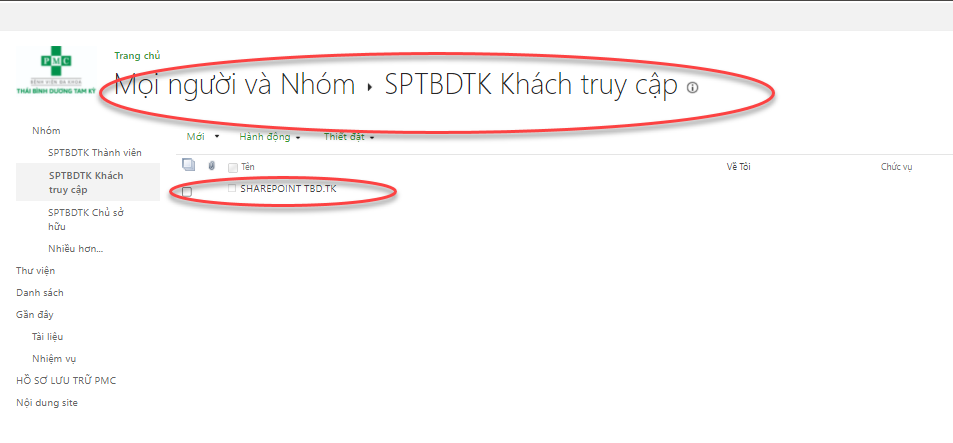 PMC
BỆNH VIỆN ĐA KHOA
THÁI BÌNH DƯƠNG TAM KỲ
Trang chủ
Mọi người và Nhóm ▸ SPTBDTK Khách truy cập
Nhóm
SPTBDTK Thành viên
SPTBDTK Khách
truy cập
SPTBDTK Chủ sở
hữu
Nhiều hơn...
Thư viện
Danh sách
Gần đây
Tài liệu
Nhiệm vụ
HỒ SƠ LƯU TRỮ PMC
Nội dung site
Mới Hành động Thiết đặt
Tên Về Tôi Chức vụ
SHAREPOINT TBD.TK